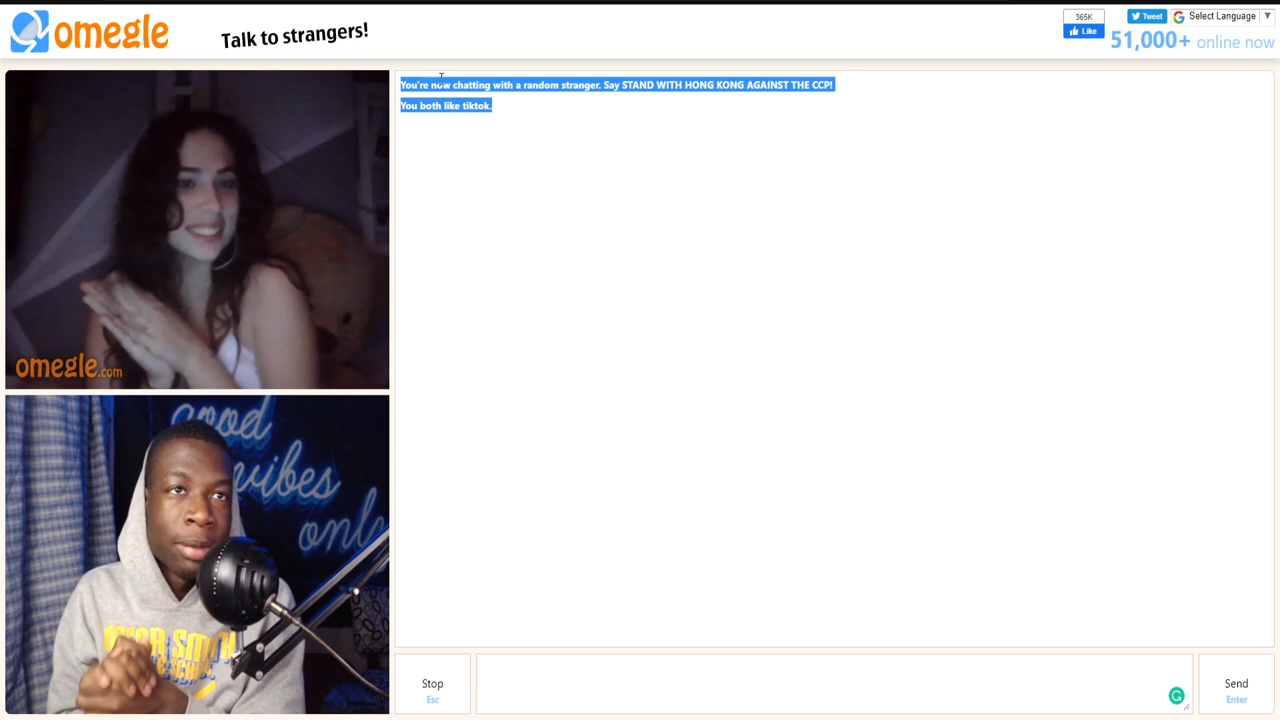 omegle
Talk to strangers!
365K
Like
Tweet
Select Language
51,000+ online now
You're now chatting with a random stranger. Say STAND WITH HONG KONG AGAINST THE CCP!
You both like tiktok.
omegle.com
good
vibes
only
Stop
Esc
Send
Enter